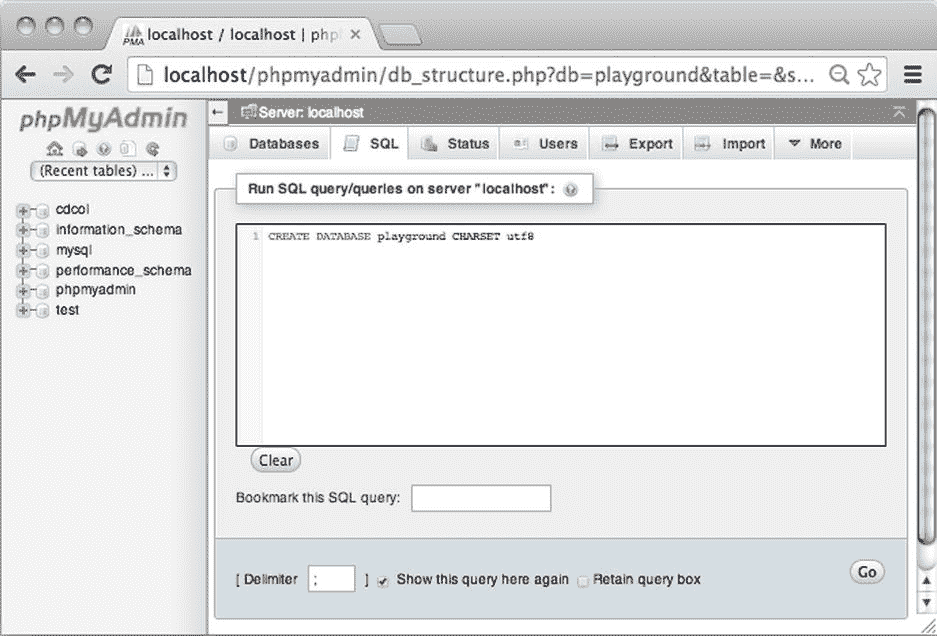 PMA localhost / localhost | php
localhost/phpmyadmin/db_structure.php?db=playground&table=&s...
phpMyAdmin
(Recent tables) ...
cdcol
information_schema
mysql
performance_schema
phpmyadmin
test
Server: localhost
Databases SQL Status Users Export Import More
Run SQL query/queries on server "localhost":
1 CREATE DATABASE playground CHARSET utf8
Clear
Bookmark this SQL query:
[ Delimiter ; ] Show this query here again Retain query box
Go